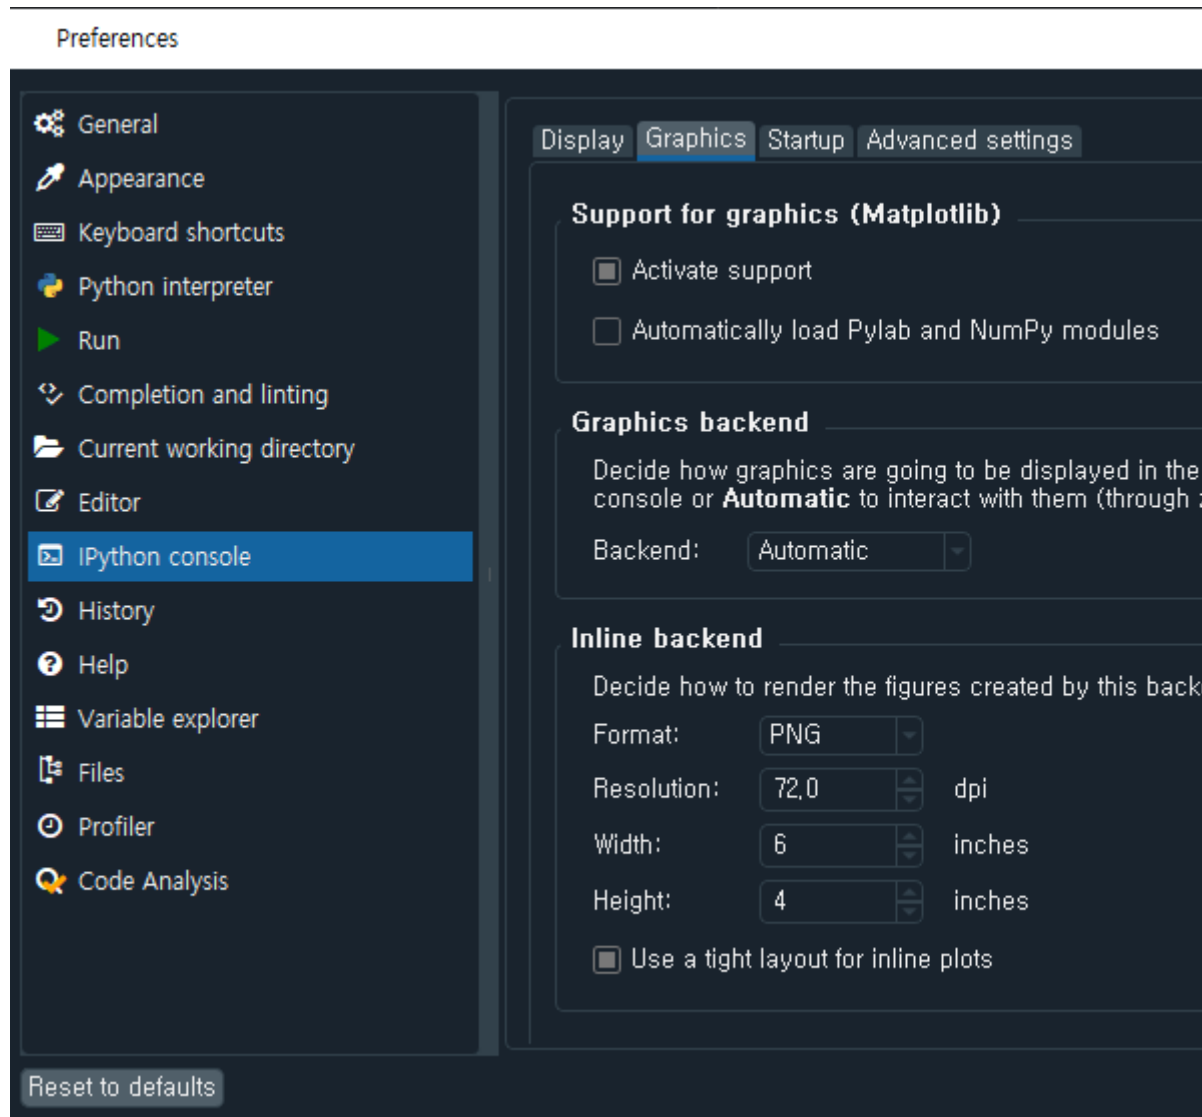 Preferences
General
Appearance
Keyboard shortcuts
Python interpreter
Run
Completion and linting
Current working directory
Editor
IPython console
History
Help
Variable explorer
Files
Profiler
Code Analysis
Display Graphics Startup Advanced settings
Support for graphics (Matplotlib)
Activate support
Automatically load Pylab and NumPy modules
Graphics backend
Decide how graphics are going to be displayed in the
console or Automatic to interact with them (through
Backend: Automatic
Inline backend
Decide how to render the figures created by this back
Format: PNG
Resolution: 72,0 dpi
Width: 6 inches
Height: 4 inches
Use a tight layout for inline plots
Reset to defaults